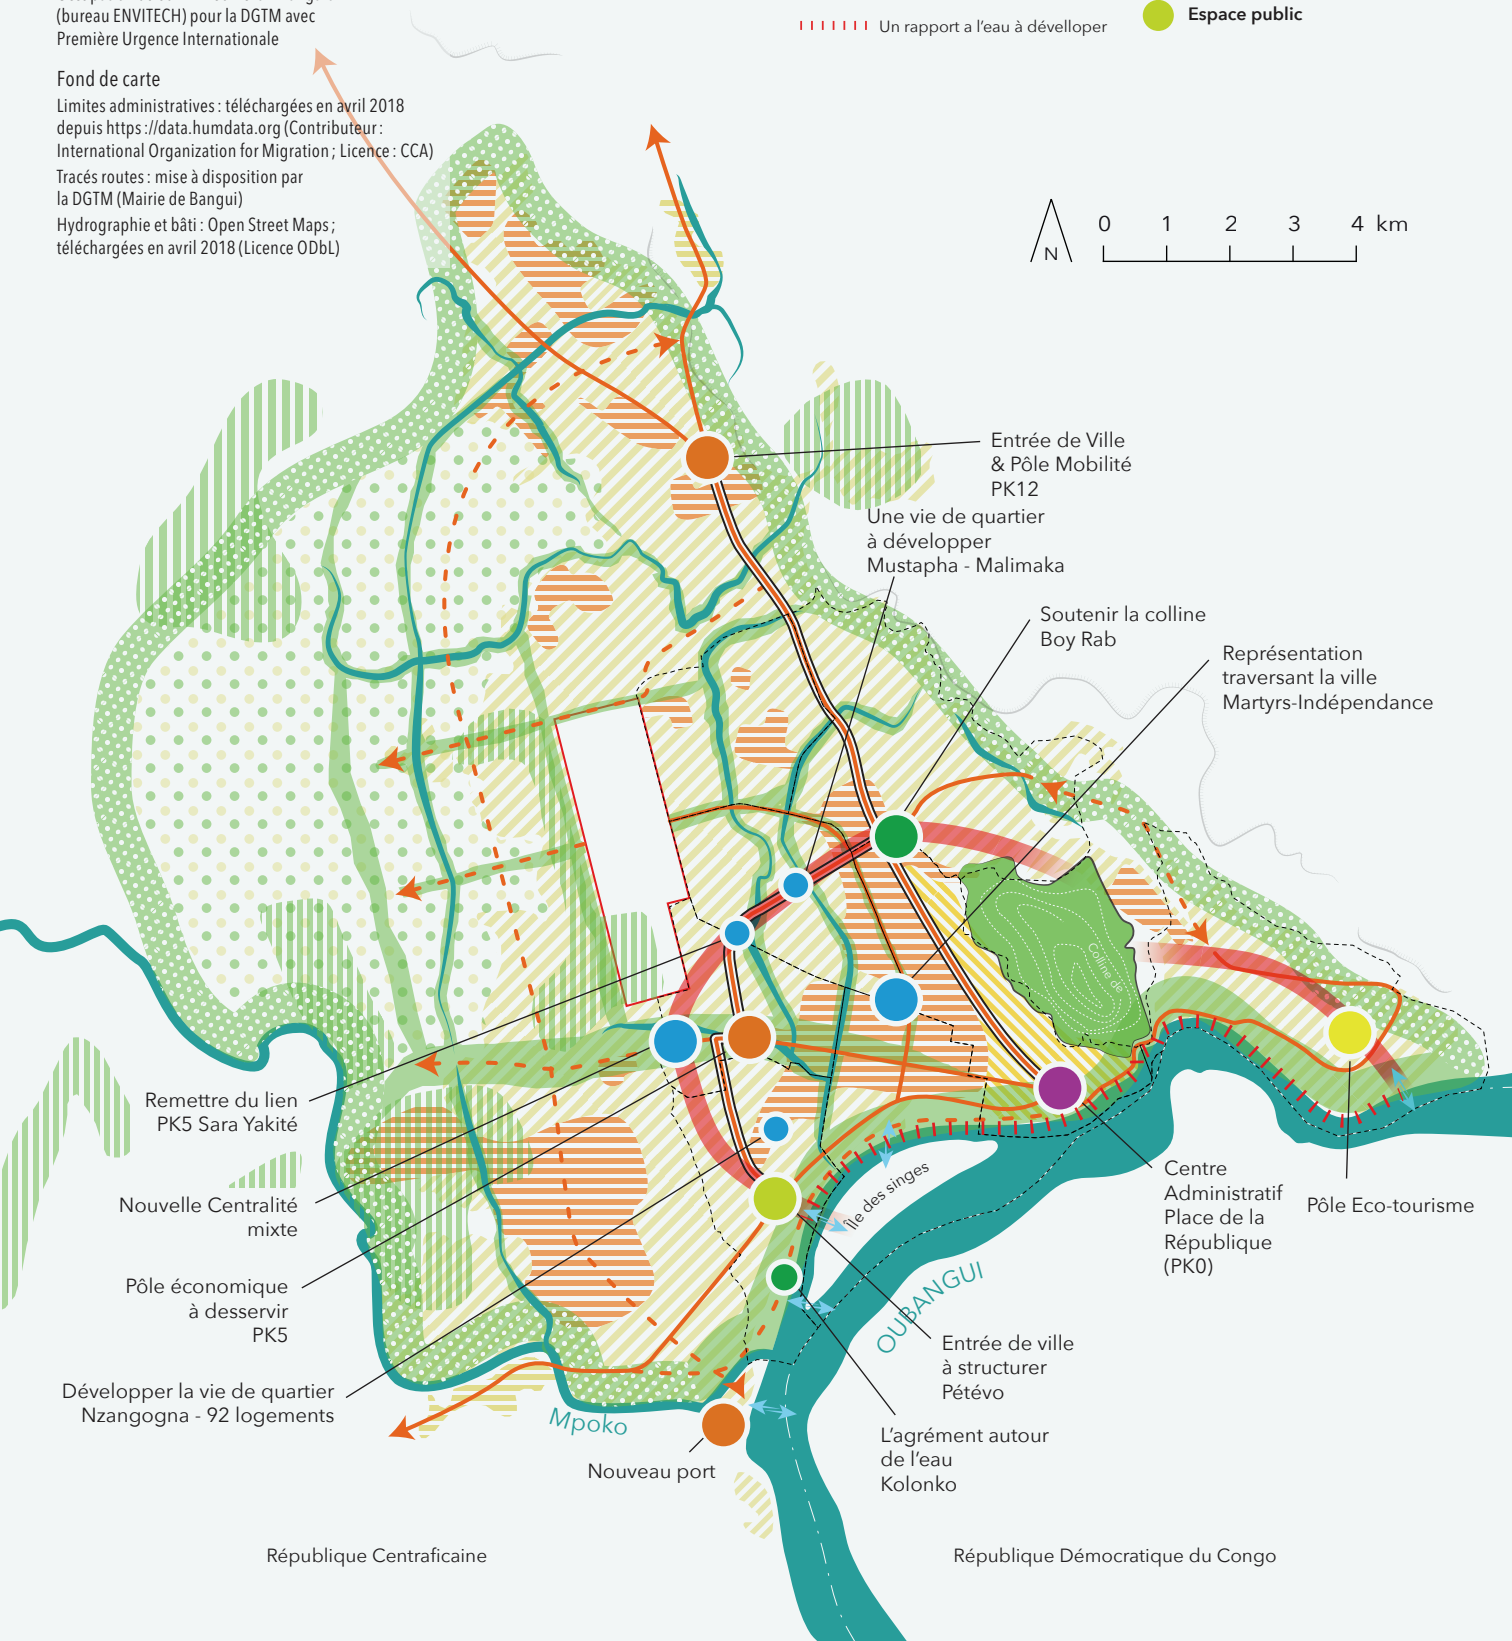 (bureau ENVITECH) pour la DGTM avec
Première Urgence Internationale
Fond de carte
Limites administratives : téléchargées en avril 2018
depuis https ://data.humdata.org (Contributeur :
International Organization for Migration ; Licence : CCA)
Tracés routes : mise à disposition par
la DGTM (Mairie de Bangui)
Hydrographie et bâti : Open Street Maps ;
téléchargées en avril 2018 (Licence ODbL)
Un rapport a l'eau à dévelloper
Espace public
N
0 1 2 3 4 km
Entrée de Ville
& Pôle Mobilité
PK12
Une vie de quartier
à développer
Mustapha - Malimaka
Soutenir la colline
Boy Rab
Représentation
traversant la ville
Martyrs-Indépendance
Colline de
Remettre du lien
PK5 Sara Yakité
Nouvelle Centralité
mixte
Pôle économique
à desservir
PK5
Développer la vie de quartier
Nzangogna - 92 logements
Centre
Administratif
Place de la
République
(PK0)
Pôle Eco-tourisme
Île des singes
OUBANGUI
Entrée de ville
à structurer
Pétévo
L'agrément autour
de l'eau
Kolonko
Mpoko
Nouveau port
République Centraficaine
République Démocratique du Congo